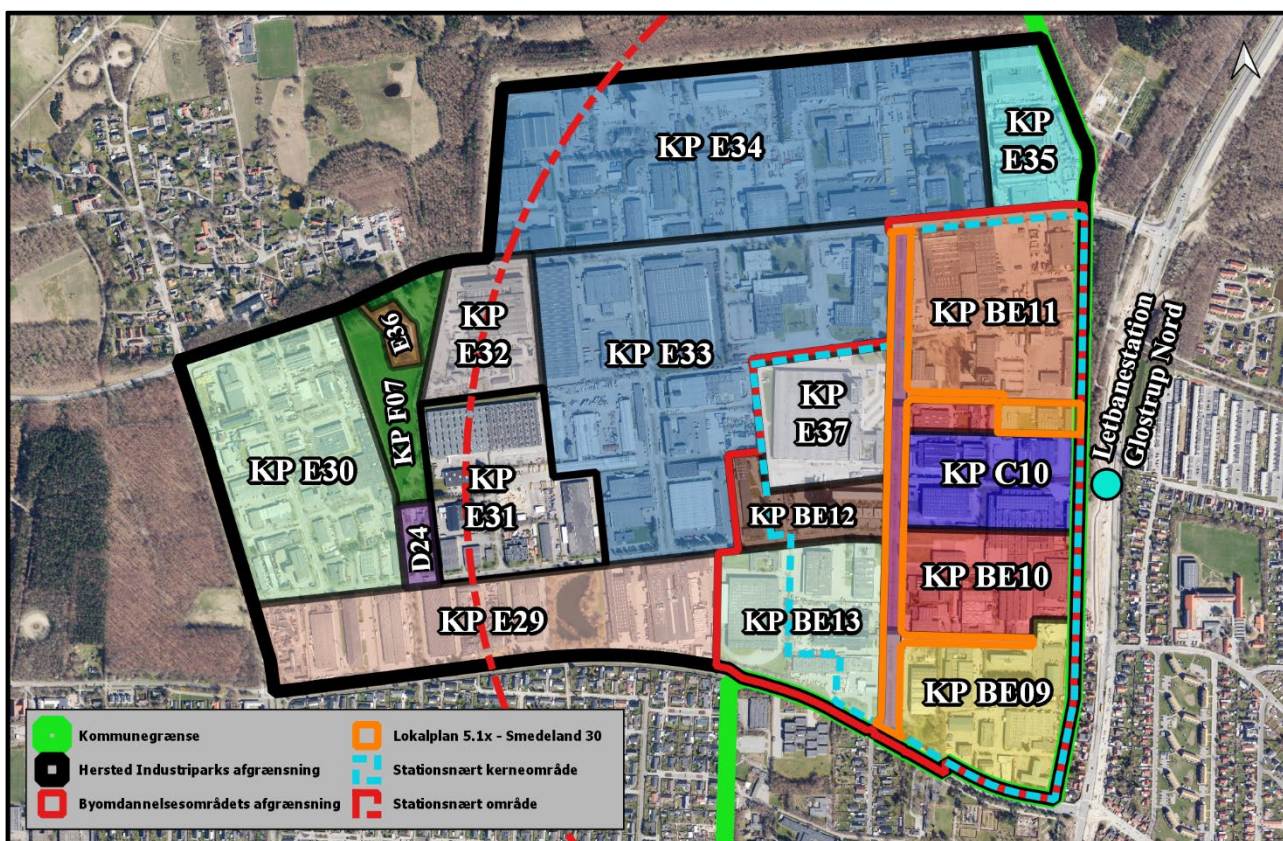 KP E34
KP
E35
KP BE11
E36
KP
E32
KP E33
KP
E37
KP F07
KP E30
KP
E31
KP C10
Letbanestation
Glostrup Nord
KP BE12
D24
KP BE10
KP E29
KP BE13
KP BE09
Kommunegrænse
Hersted Industriparks afgrænsning
Byomdannelsesområdets afgrænsning
Lokalplan 5.1x - Smedeland 30
Stationsnært kerneområde
Stationsnært område